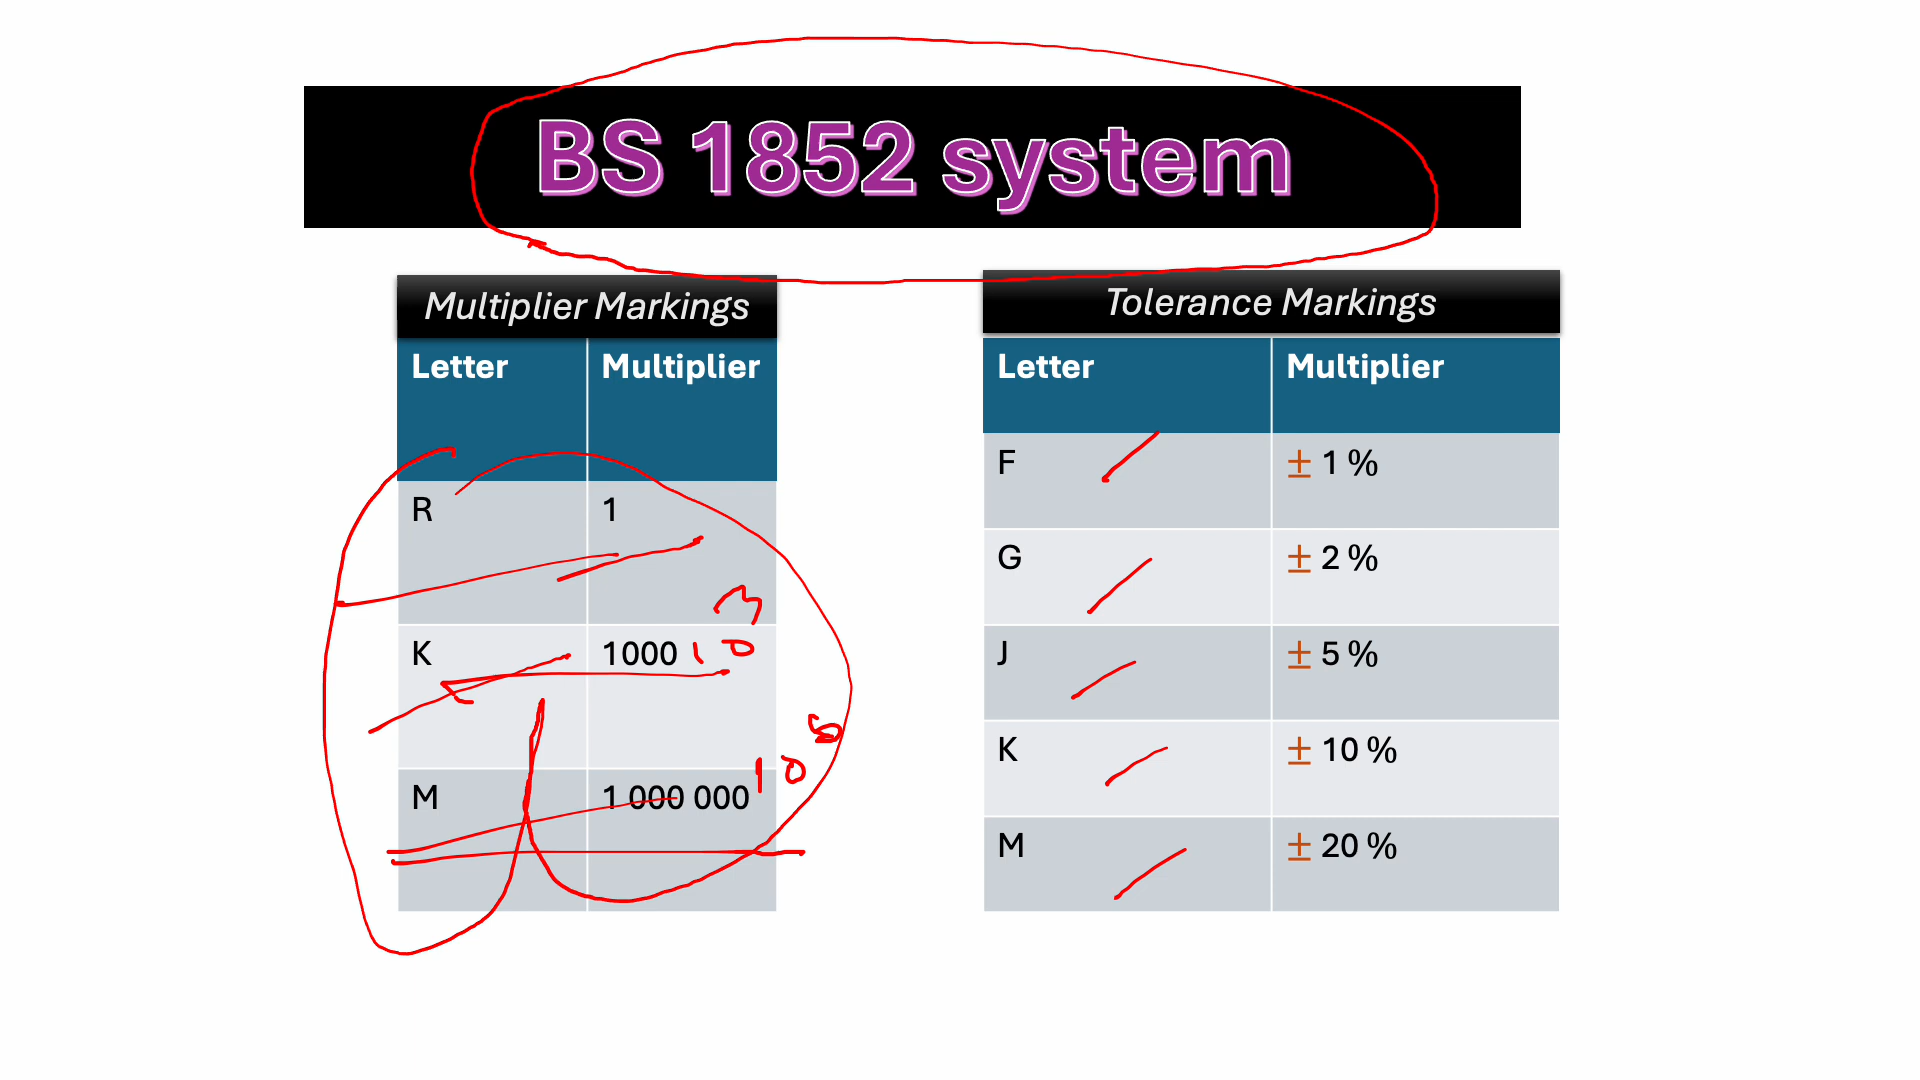 BS 1852 system
Multiplier Markings
Letter Multiplier
R 1
K 1000 10 3
M 1 000 000 10
Tolerance Markings
Letter Multiplier
F ± 1 %
G ± 2 %
J ± 5 %
K ± 10 %
M ± 20 %